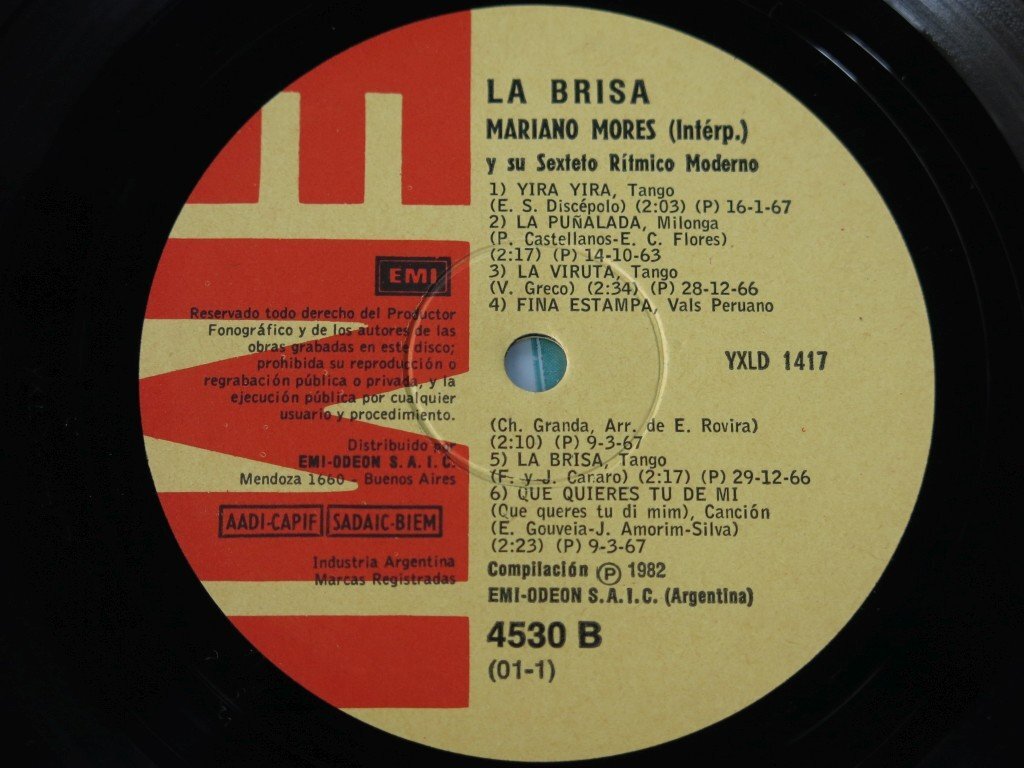 LA BRISA
MARIANO MORES (Intérp.)
y su Sexteto Rítmico Moderno
1) YIRA YIRA, Tango
(E. S. Discépolo) (2:03) (P) 16-1-67
2) LA PUÑALADA, Milonga
(P. Castellanos-E. C. Flores)
(2:17) (P) 14-10-63
3) LA VIRUTA, Tango
(V. Greco) (2:34) (P) 28-12-66
4) FINA ESTAMPA, Vals Peruano
YXLD 1417
(Ch. Granda, Arr. de E. Rovira)
(2:10) (P) 9-3-67
5) LA BRISA, Tango
(F. y J. Cararo) (2:17) (P) 29-12-66
6) QUE QUIERES TU DE MI
(Que queres tu di mim), Canción
(E. Gouveia-J. Amorim-Silva)
(2:23) (P) 9-3-67
Compilación Ⓟ 1982
EMI-ODEON S.A.I.C. (Argentina)
4530 B
(01-1)
EMI
Reservado todo derecho del Productor
Fonográfico y de los autores de las
obras grabadas en este disco;
prohibida su reproducción o
regrabación pública o privada, y la
ejecución pública por cualquier
usuario y procedimiento.
Distribuido por
EMI-ODEON S.A.I.C.
Mendoza 1660 - Buenos Aires
AADI-CAPIF SADAIC-BIEM
Industria Argentina
Marcas Registradas